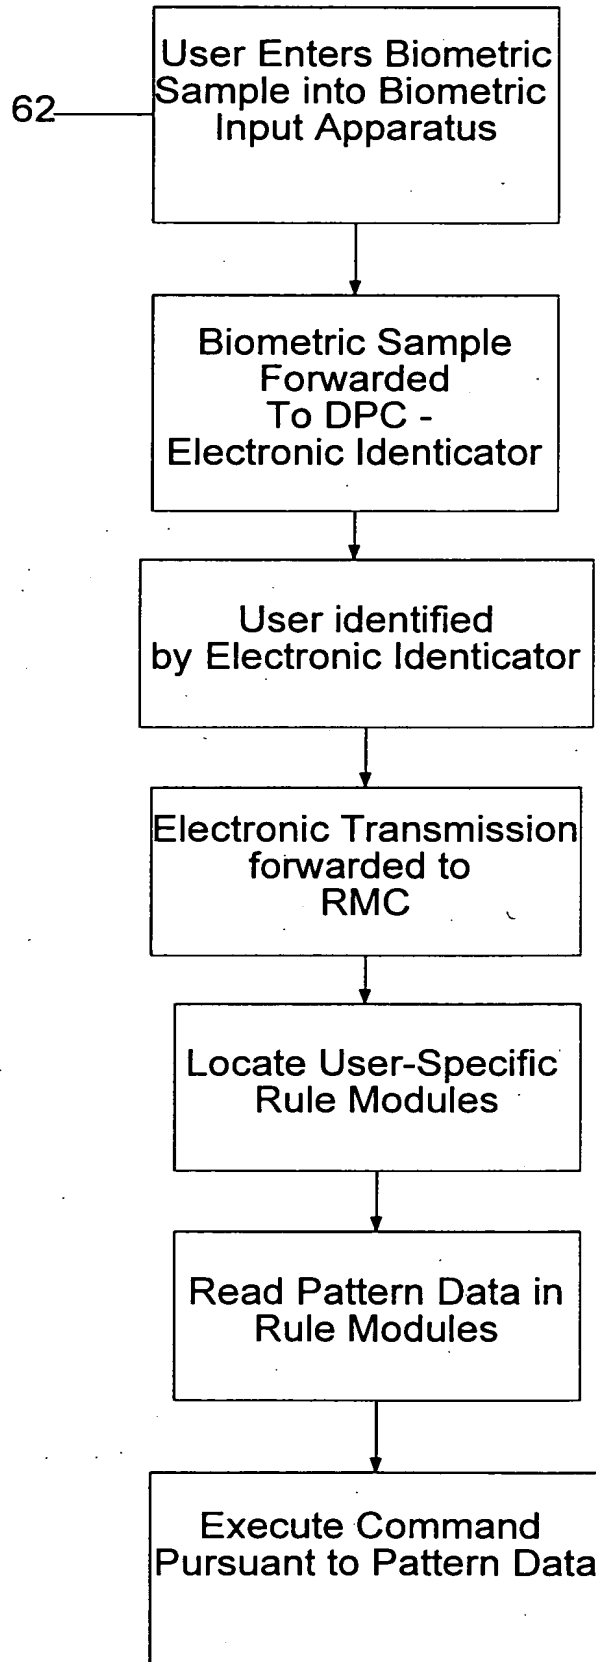 User Enters Biometric
Sample into Biometric
Input Apparatus
62
Biometric Sample
Forwarded
To DPC -
Electronic Identicator
User identified
by Electronic Identicator
Electronic Transmission
forwarded to
RMC
Locate User-Specific
Rule Modules
Read Pattern Data in
Rule Modules
Execute Command
Pursuant to Pattern Data